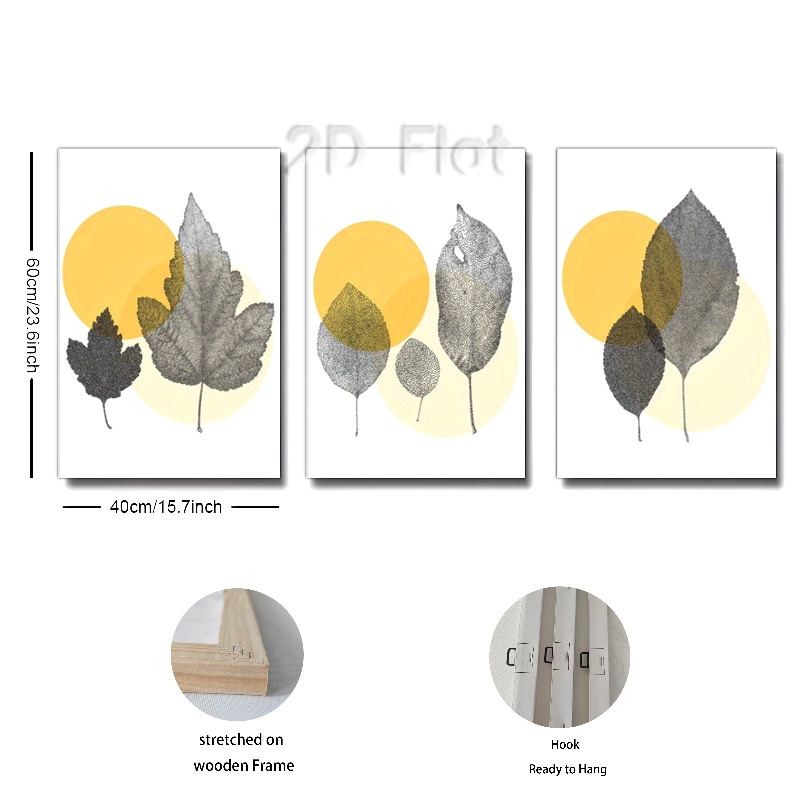 2D Flat
60cm/23.6inch
40cm/15.7inch
stretched on
wooden Frame
Hook
Ready to Hang